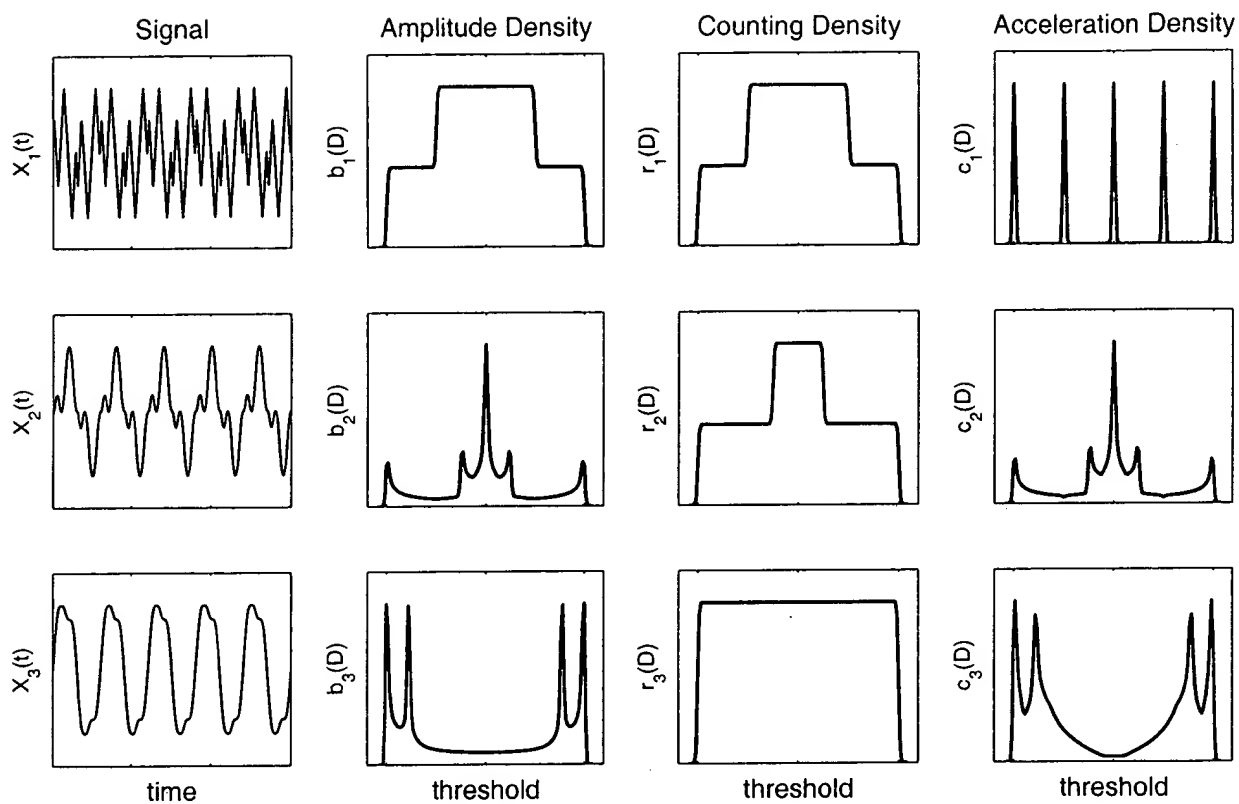 Signal
Amplitude Density
Counting Density
Acceleration Density
X1(t)
b1(D)
r1(D)
c1(D)
X2(t)
b2(D)
r2(D)
c2(D)
X3(t)
b3(D)
r3(D)
c3(D)
time
threshold
threshold
threshold